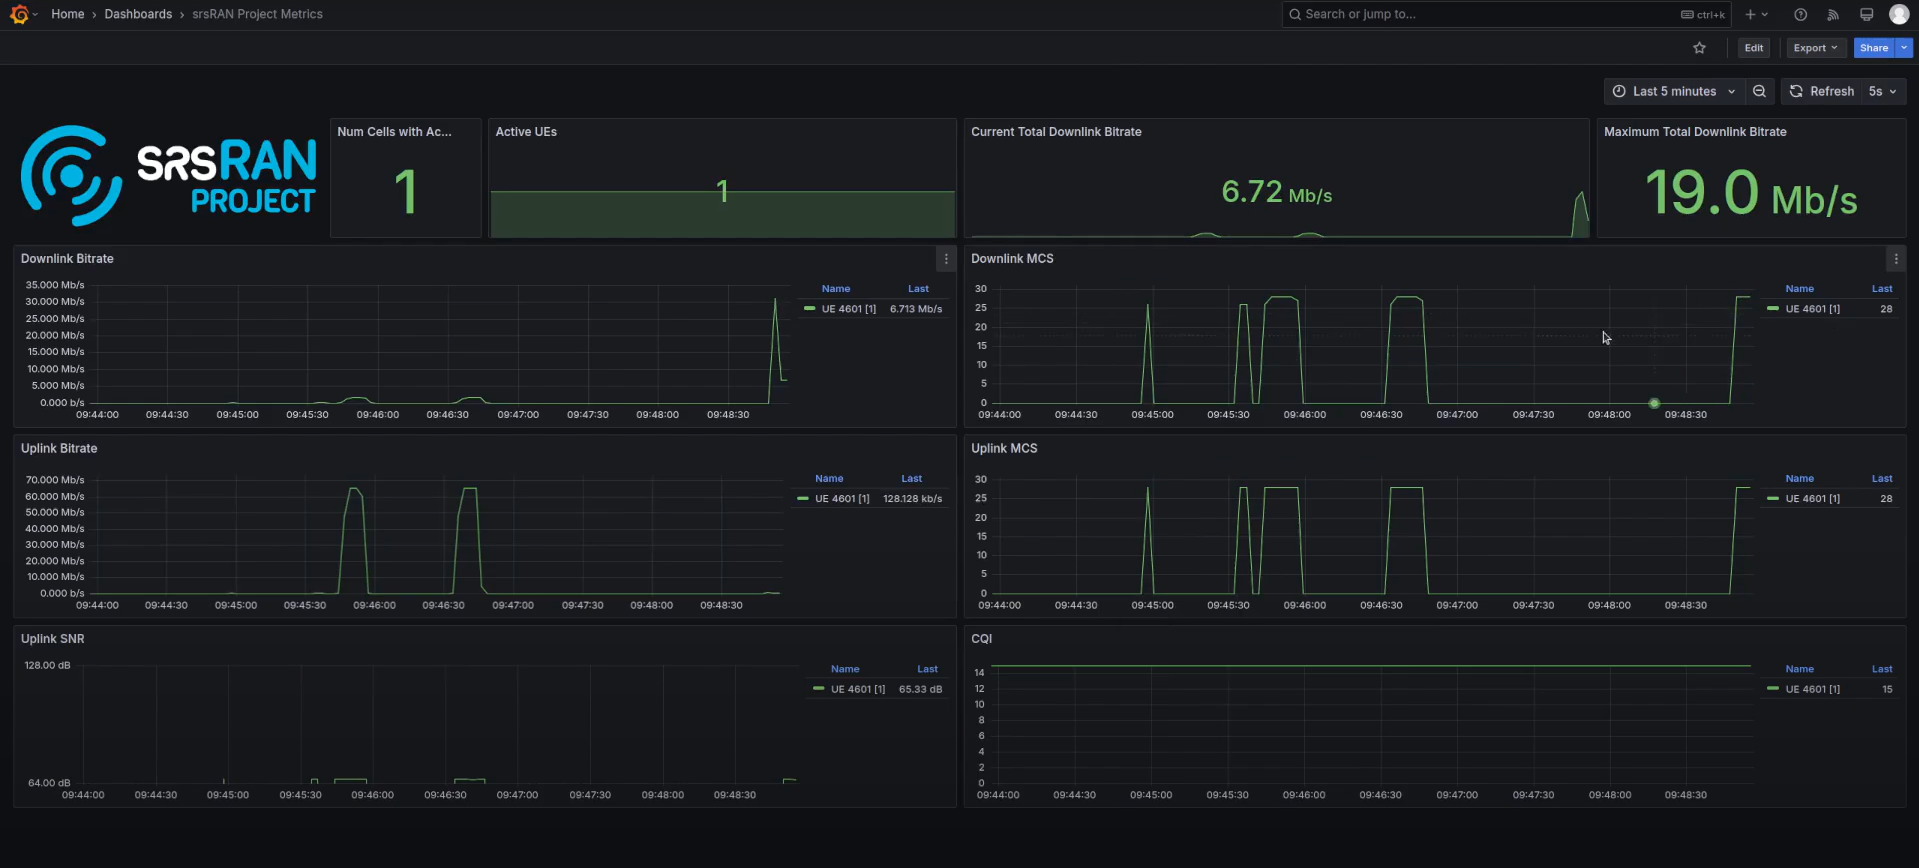 Home › Dashboards › srsRAN Project Metrics
Search or jump to... ctrl+k
Edit Export Share
Last 5 minutes Refresh 5s
srsRAN
PROJECT
Num Cells with Ac...
1
Active UEs
1
Current Total Downlink Bitrate
6.72 Mb/s
Maximum Total Downlink Bitrate
19.0 Mb/s
Downlink Bitrate
35.000 Mb/s
30.000 Mb/s
25.000 Mb/s
20.000 Mb/s
15.000 Mb/s
10.000 Mb/s
5.000 Mb/s
0.000 b/s
09:44:00 09:44:30 09:45:00 09:45:30 09:46:00 09:46:30 09:47:00 09:47:30 09:48:00 09:48:30
Name Last
UE 4601 [1] 6.713 Mb/s
Downlink MCS
30
25
20
15
10
5
0
09:44:00 09:44:30 09:45:00 09:45:30 09:46:00 09:46:30 09:47:00 09:47:30 09:48:00 09:48:30
Name Last
UE 4601 [1] 28
Uplink Bitrate
70.000 Mb/s
60.000 Mb/s
50.000 Mb/s
40.000 Mb/s
30.000 Mb/s
20.000 Mb/s
10.000 Mb/s
0.000 b/s
09:44:00 09:44:30 09:45:00 09:45:30 09:46:00 09:46:30 09:47:00 09:47:30 09:48:00 09:48:30
Name Last
UE 4601 [1] 128.128 kb/s
Uplink MCS
30
25
20
15
10
5
0
09:44:00 09:44:30 09:45:00 09:45:30 09:46:00 09:46:30 09:47:00 09:47:30 09:48:00 09:48:30
Name Last
UE 4601 [1] 28
Uplink SNR
128.00 dB
64.00 dB
09:44:00 09:44:30 09:45:00 09:45:30 09:46:00 09:46:30 09:47:00 09:47:30 09:48:00 09:48:30
Name Last
UE 4601 [1] 65.33 dB
CQI
14
12
10
8
6
4
2
0
09:44:00 09:44:30 09:45:00 09:45:30 09:46:00 09:46:30 09:47:00 09:47:30 09:48:00 09:48:30
Name Last
UE 4601 [1] 15